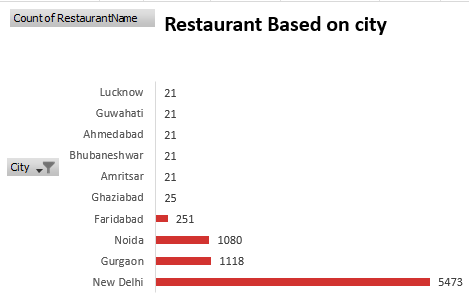 Count of RestaurantName
Restaurant Based on city
Lucknow 21
Guwahati 21
Ahmedabad 21
Bhubaneshwar 21
City
Amritsar 21
Ghaziabad 25
Faridabad 251
Noida 1080
Gurgaon 1118
New Delhi 5473